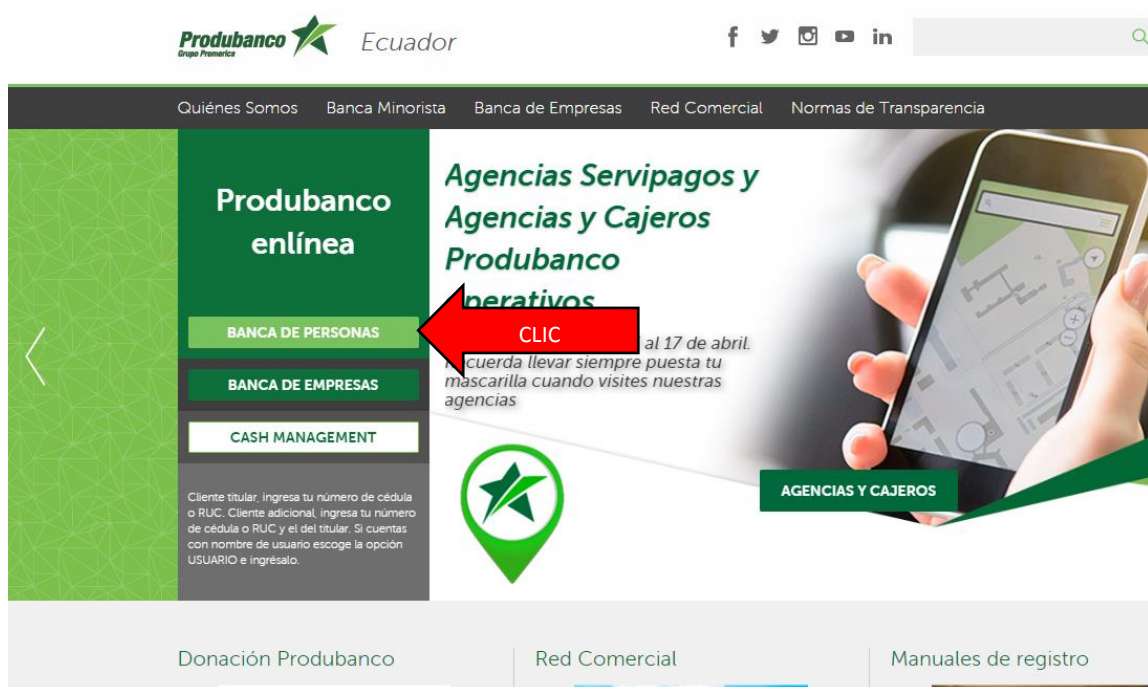 Produbanco
Grupo Promerica
Ecuador
Quiénes Somos Banca Minorista Banca de Empresas Red Comercial Normas de Transparencia
Produbanco
enlínea
BANCA DE PERSONAS
BANCA DE EMPRESAS
CASH MANAGEMENT
Cliente titular, ingresa tu número de cédula
o RUC. Cliente adicional, ingresa tu número
de cédula o RUC y el del titular. Si cuentas
con nombre de usuario escoge la opción
USUARIO e ingrésalo.
Agencias Servipagos y
Agencias y Cajeros
Produbanco
Operativos
CLIC
al 17 de abril.
Recuerda llevar siempre puesta tu
mascarilla cuando visites nuestras
agencias
AGENCIAS Y CAJEROS
Donación Produbanco
Red Comercial
Manuales de registro